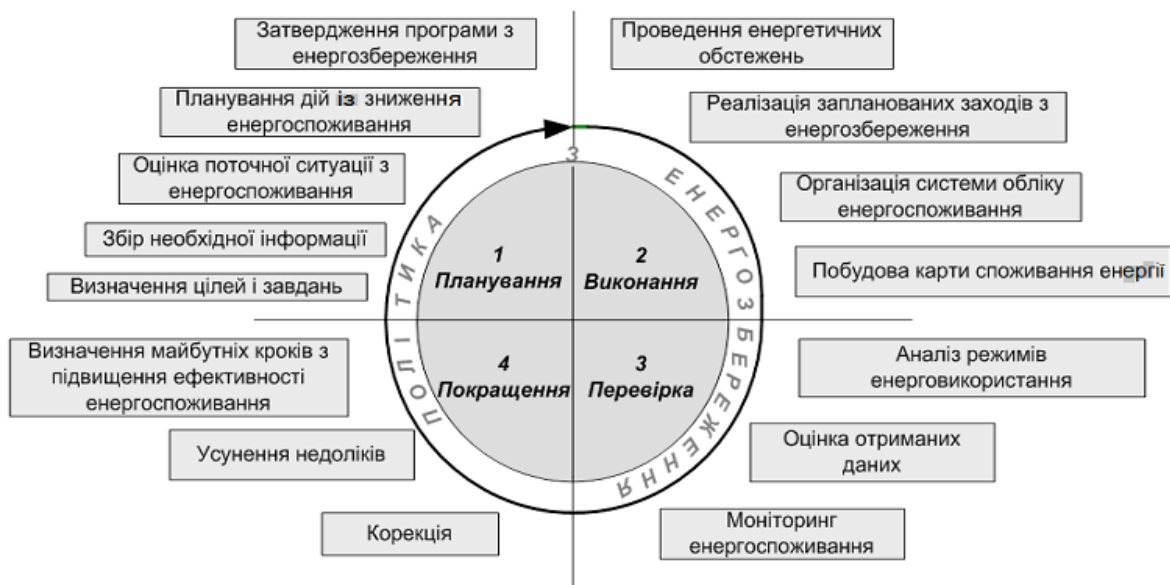 Затвердження програми з
енергозбереження
Планування дій із зниження
енергоспоживання
Оцінка поточної ситуації з
енергоспоживання
Збір необхідної інформації
Визначення цілей і завдань
Проведення енергетичних
обстежень
Реалізація запланованих заходів з
енергозбереження
Організація системи обліку
енергоспоживання
Побудова карти споживання енергії
ПОЛІТИКА З ЕНЕРГОЗБЕРЕЖЕННЯ
1
Планування
2
Виконання
4
Покращення
3
Перевірка
Визначення майбутніх кроків з
підвищення ефективності
енергоспоживання
Усунення недоліків
Корекція
Аналіз режимів
енерговикористання
Оцінка отриманих
даних
Моніторинг
енергоспоживання